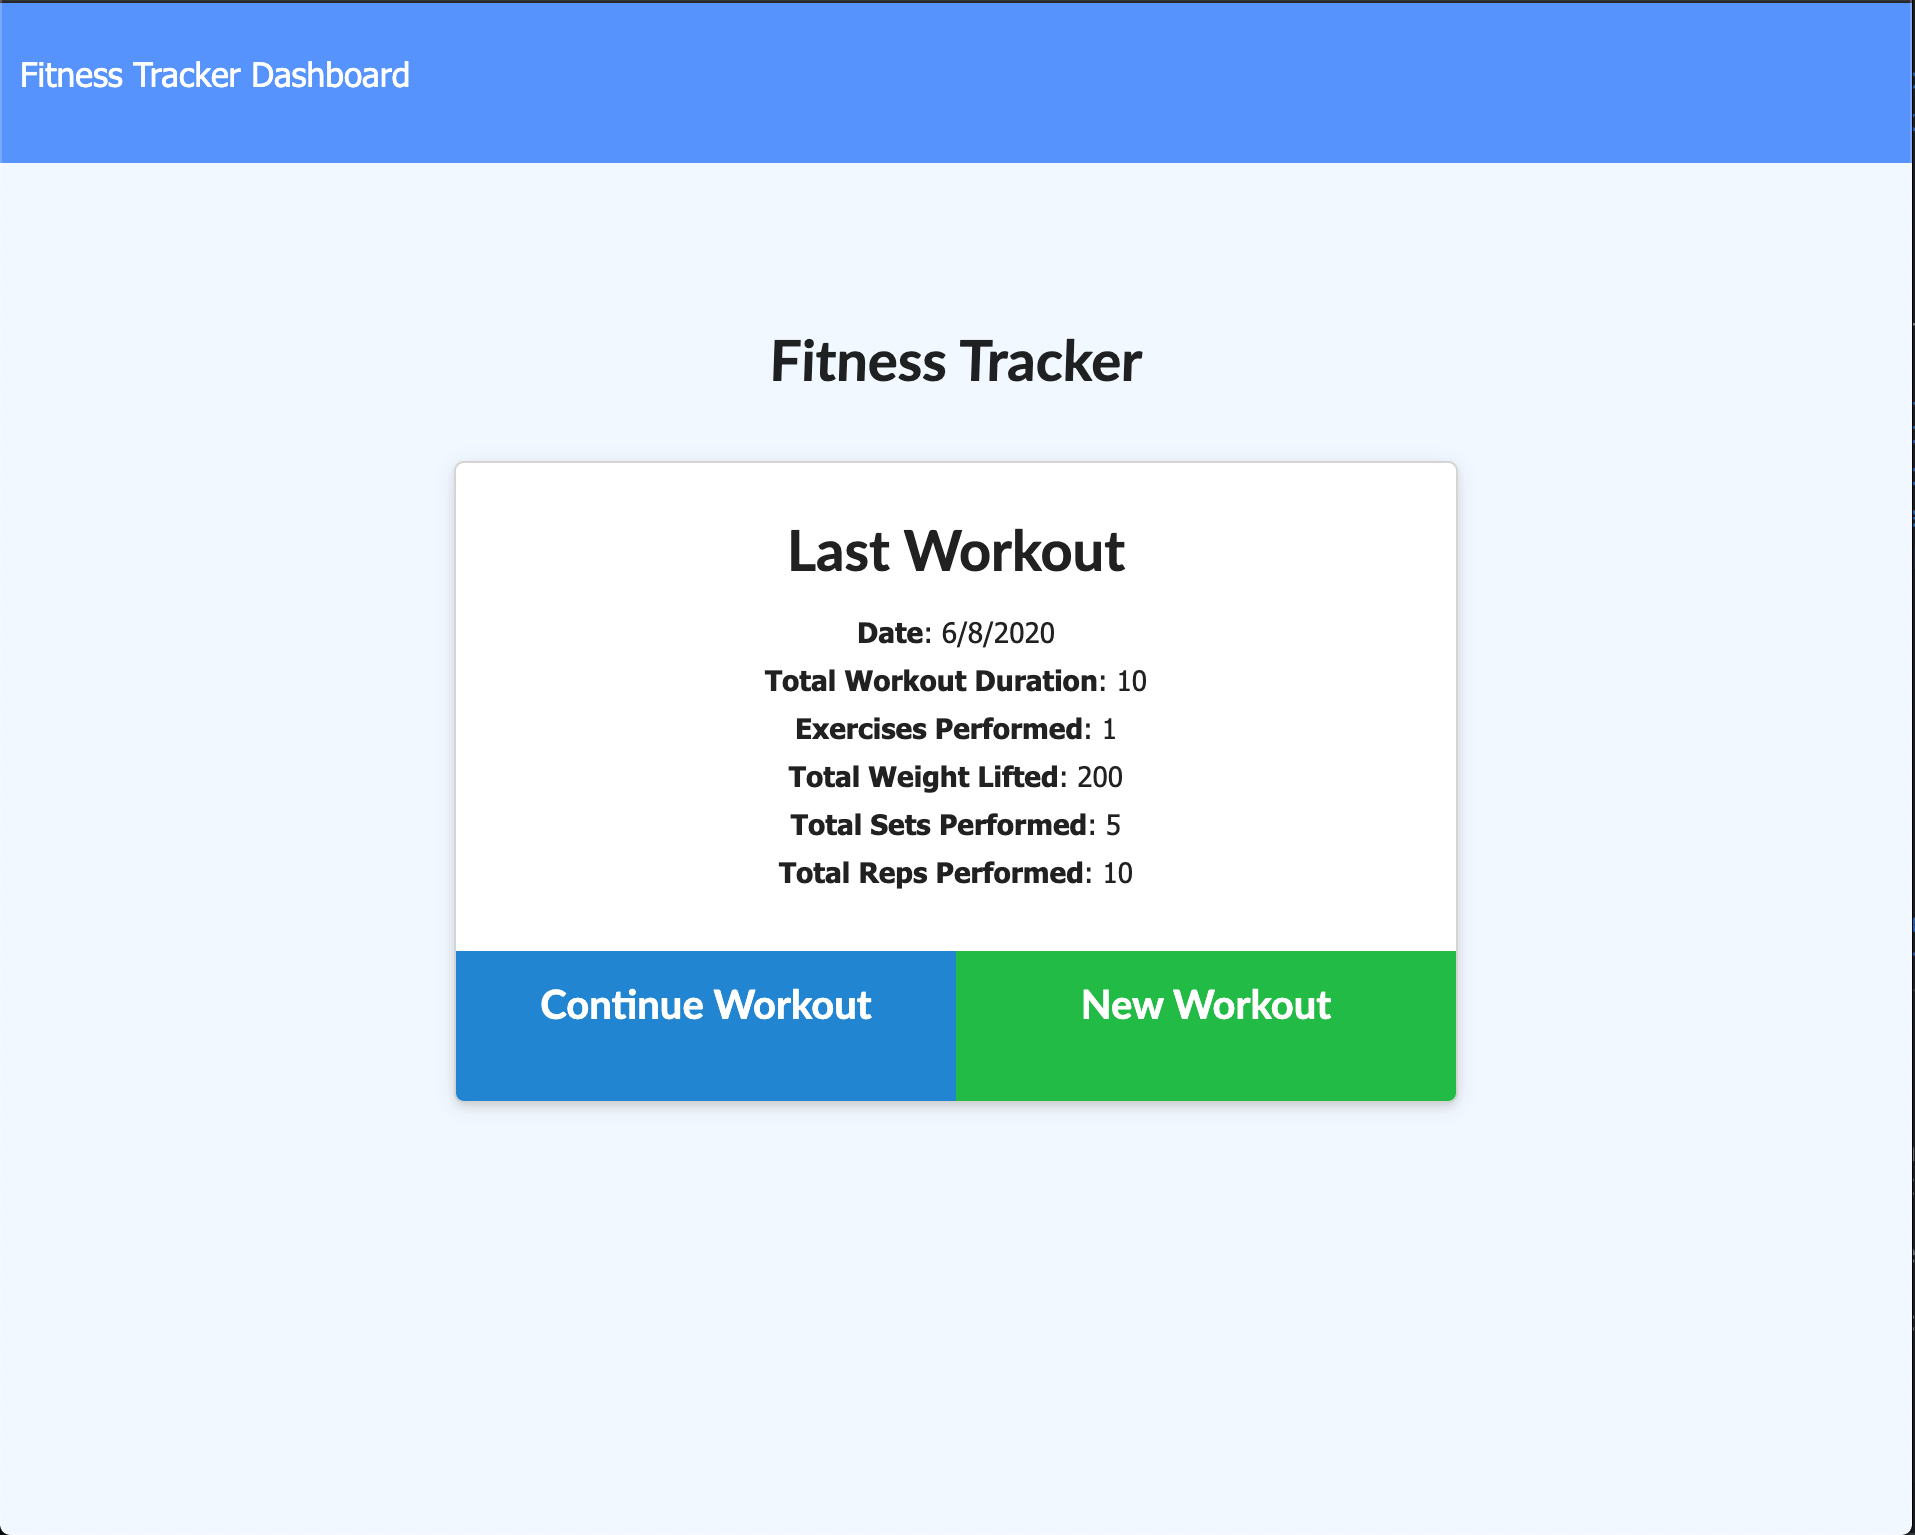 Fitness Tracker Dashboard
Fitness Tracker
Last Workout
Date: 6/8/2020
Total Workout Duration: 10
Exercises Performed: 1
Total Weight Lifted: 200
Total Sets Performed: 5
Total Reps Performed: 10
Continue Workout
New Workout